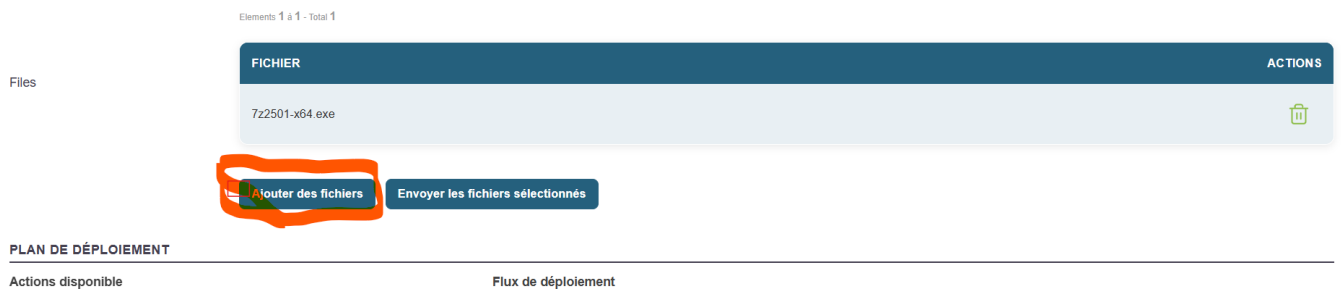 Elements 1 à 1 - Total 1
FICHIER ACTIONS
Files
7z2501-x64.exe
Ajouter des fichiers Envoyer les fichiers sélectionnés
PLAN DE DÉPLOIEMENT
Actions disponible Flux de déploiement